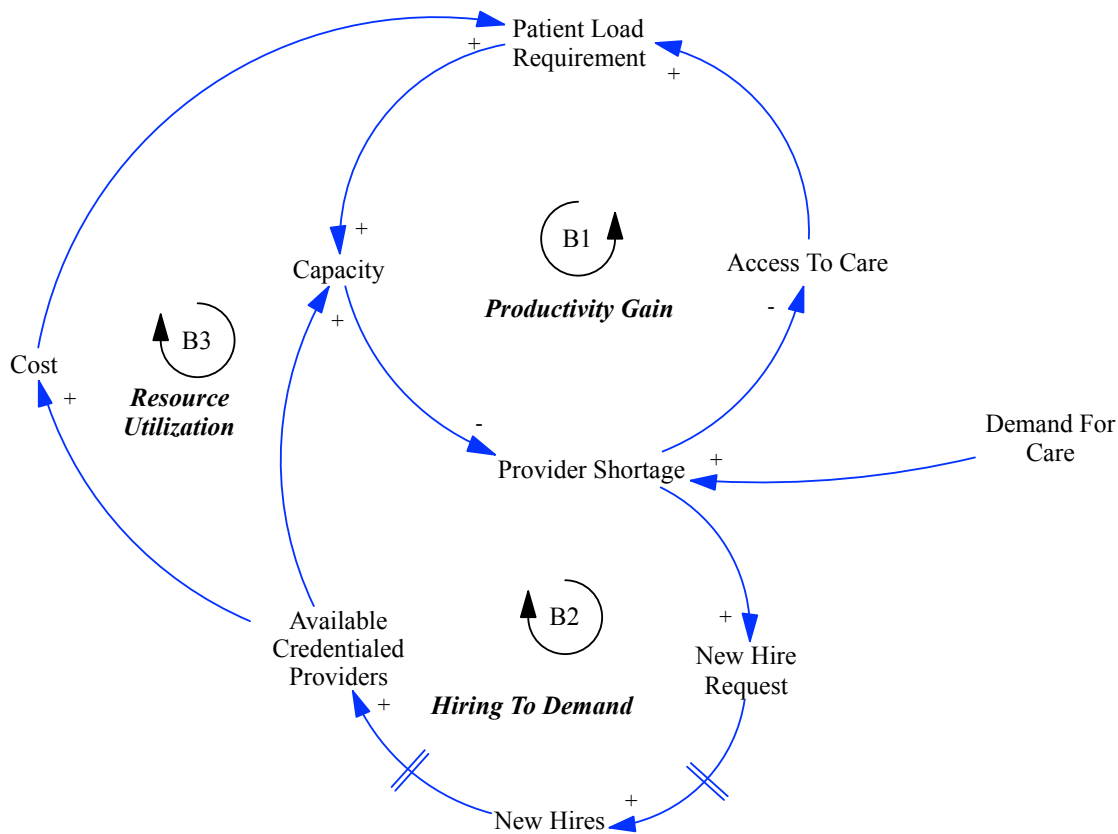 Patient Load
Requirement
+
+
+
B1
Access To Care
Capacity
-
Productivity Gain
+
B3
Cost
+
Resource
Utilization
-
Demand For
Care
+
Provider Shortage
Available
Credentialed
Providers
B2
+
New Hire
Request
Hiring To Demand
+
+
New Hires